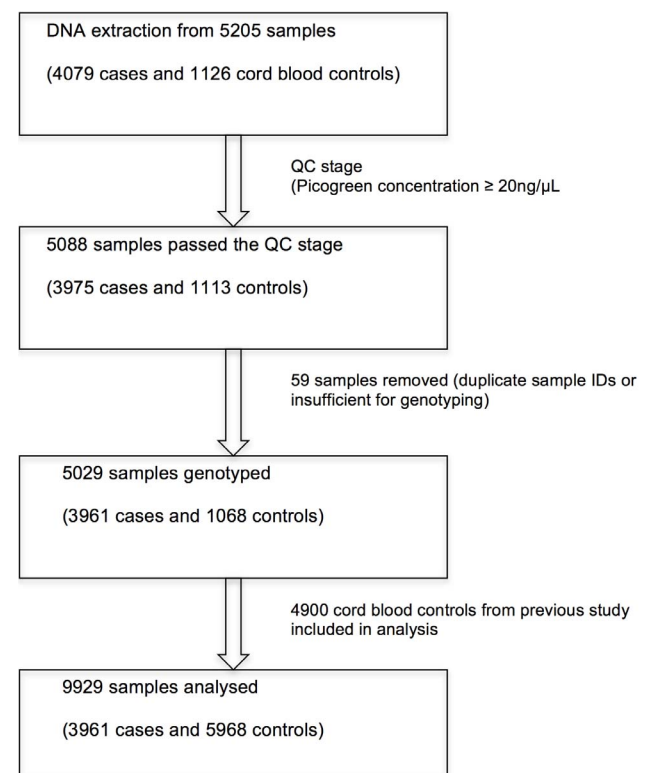 DNA extraction from 5205 samples
(4079 cases and 1126 cord blood controls)
QC stage
(Picogreen concentration ≥ 20ng/µL
5088 samples passed the QC stage
(3975 cases and 1113 controls)
59 samples removed (duplicate sample IDs or
insufficient for genotyping)
5029 samples genotyped
(3961 cases and 1068 controls)
4900 cord blood controls from previous study
included in analysis
9929 samples analysed
(3961 cases and 5968 controls)